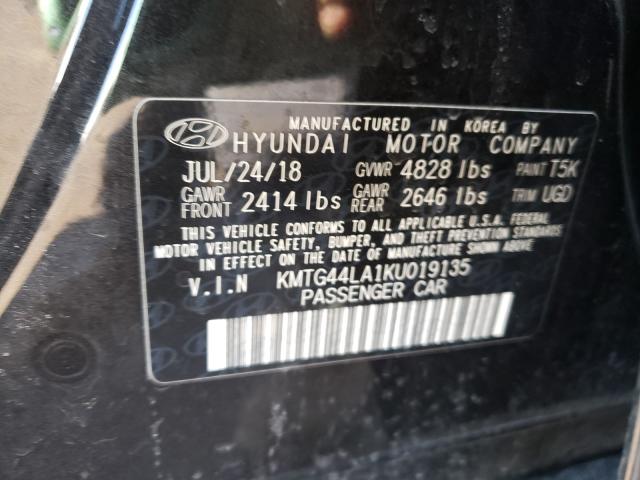 MANUFACTURED IN KOREA BY
HYUNDAI MOTOR COMPANY
JUL/24/18 GVWR 4828 lbs PAINT T5K
GAWR FRONT 2414 lbs GAWR REAR 2646 lbs TRIM UGD
THIS VEHICLE CONFORMS TO ALL APPLICABLE U.S.A. FEDERAL
MOTOR VEHICLE SAFETY, BUMPER, AND THEFT PREVENTION STANDARDS
IN EFFECT ON THE DATE OF MANUFACTURE SHOWN ABOVE.
V.I.N KMTG44LA1KU019135
PASSENGER CAR